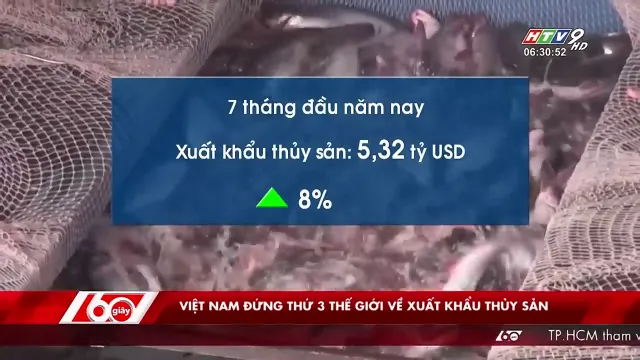 HTV9 HD
06:30:52
7 tháng đầu năm nay
Xuất khẩu thủy sản: 5,32 tỷ USD
8%
60 giây
VIỆT NAM ĐỨNG THỨ 3 THẾ GIỚI VỀ XUẤT KHẨU THỦY SẢN
60 TP.HCM tham v